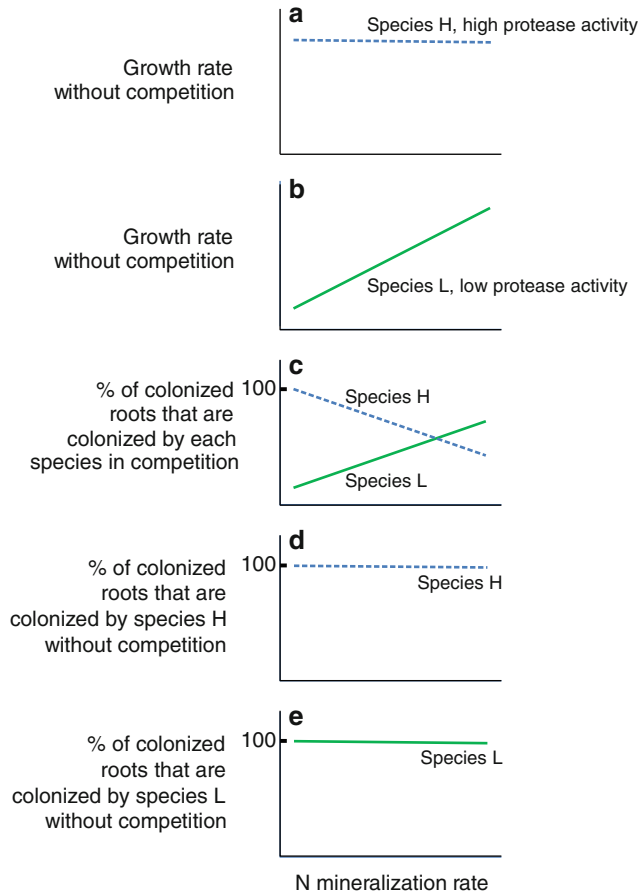 a
Species H, high protease activity
Growth rate
without competition
b
Growth rate
without competition
Species L, low protease activity
c
% of colonized
roots that are
colonized by each
species in competition
100
Species H
Species L
d
% of colonized
roots that are
colonized by species H
without competition
100
Species H
e
% of colonized
roots that are
colonized by species L
without competition
100
Species L
N mineralization rate